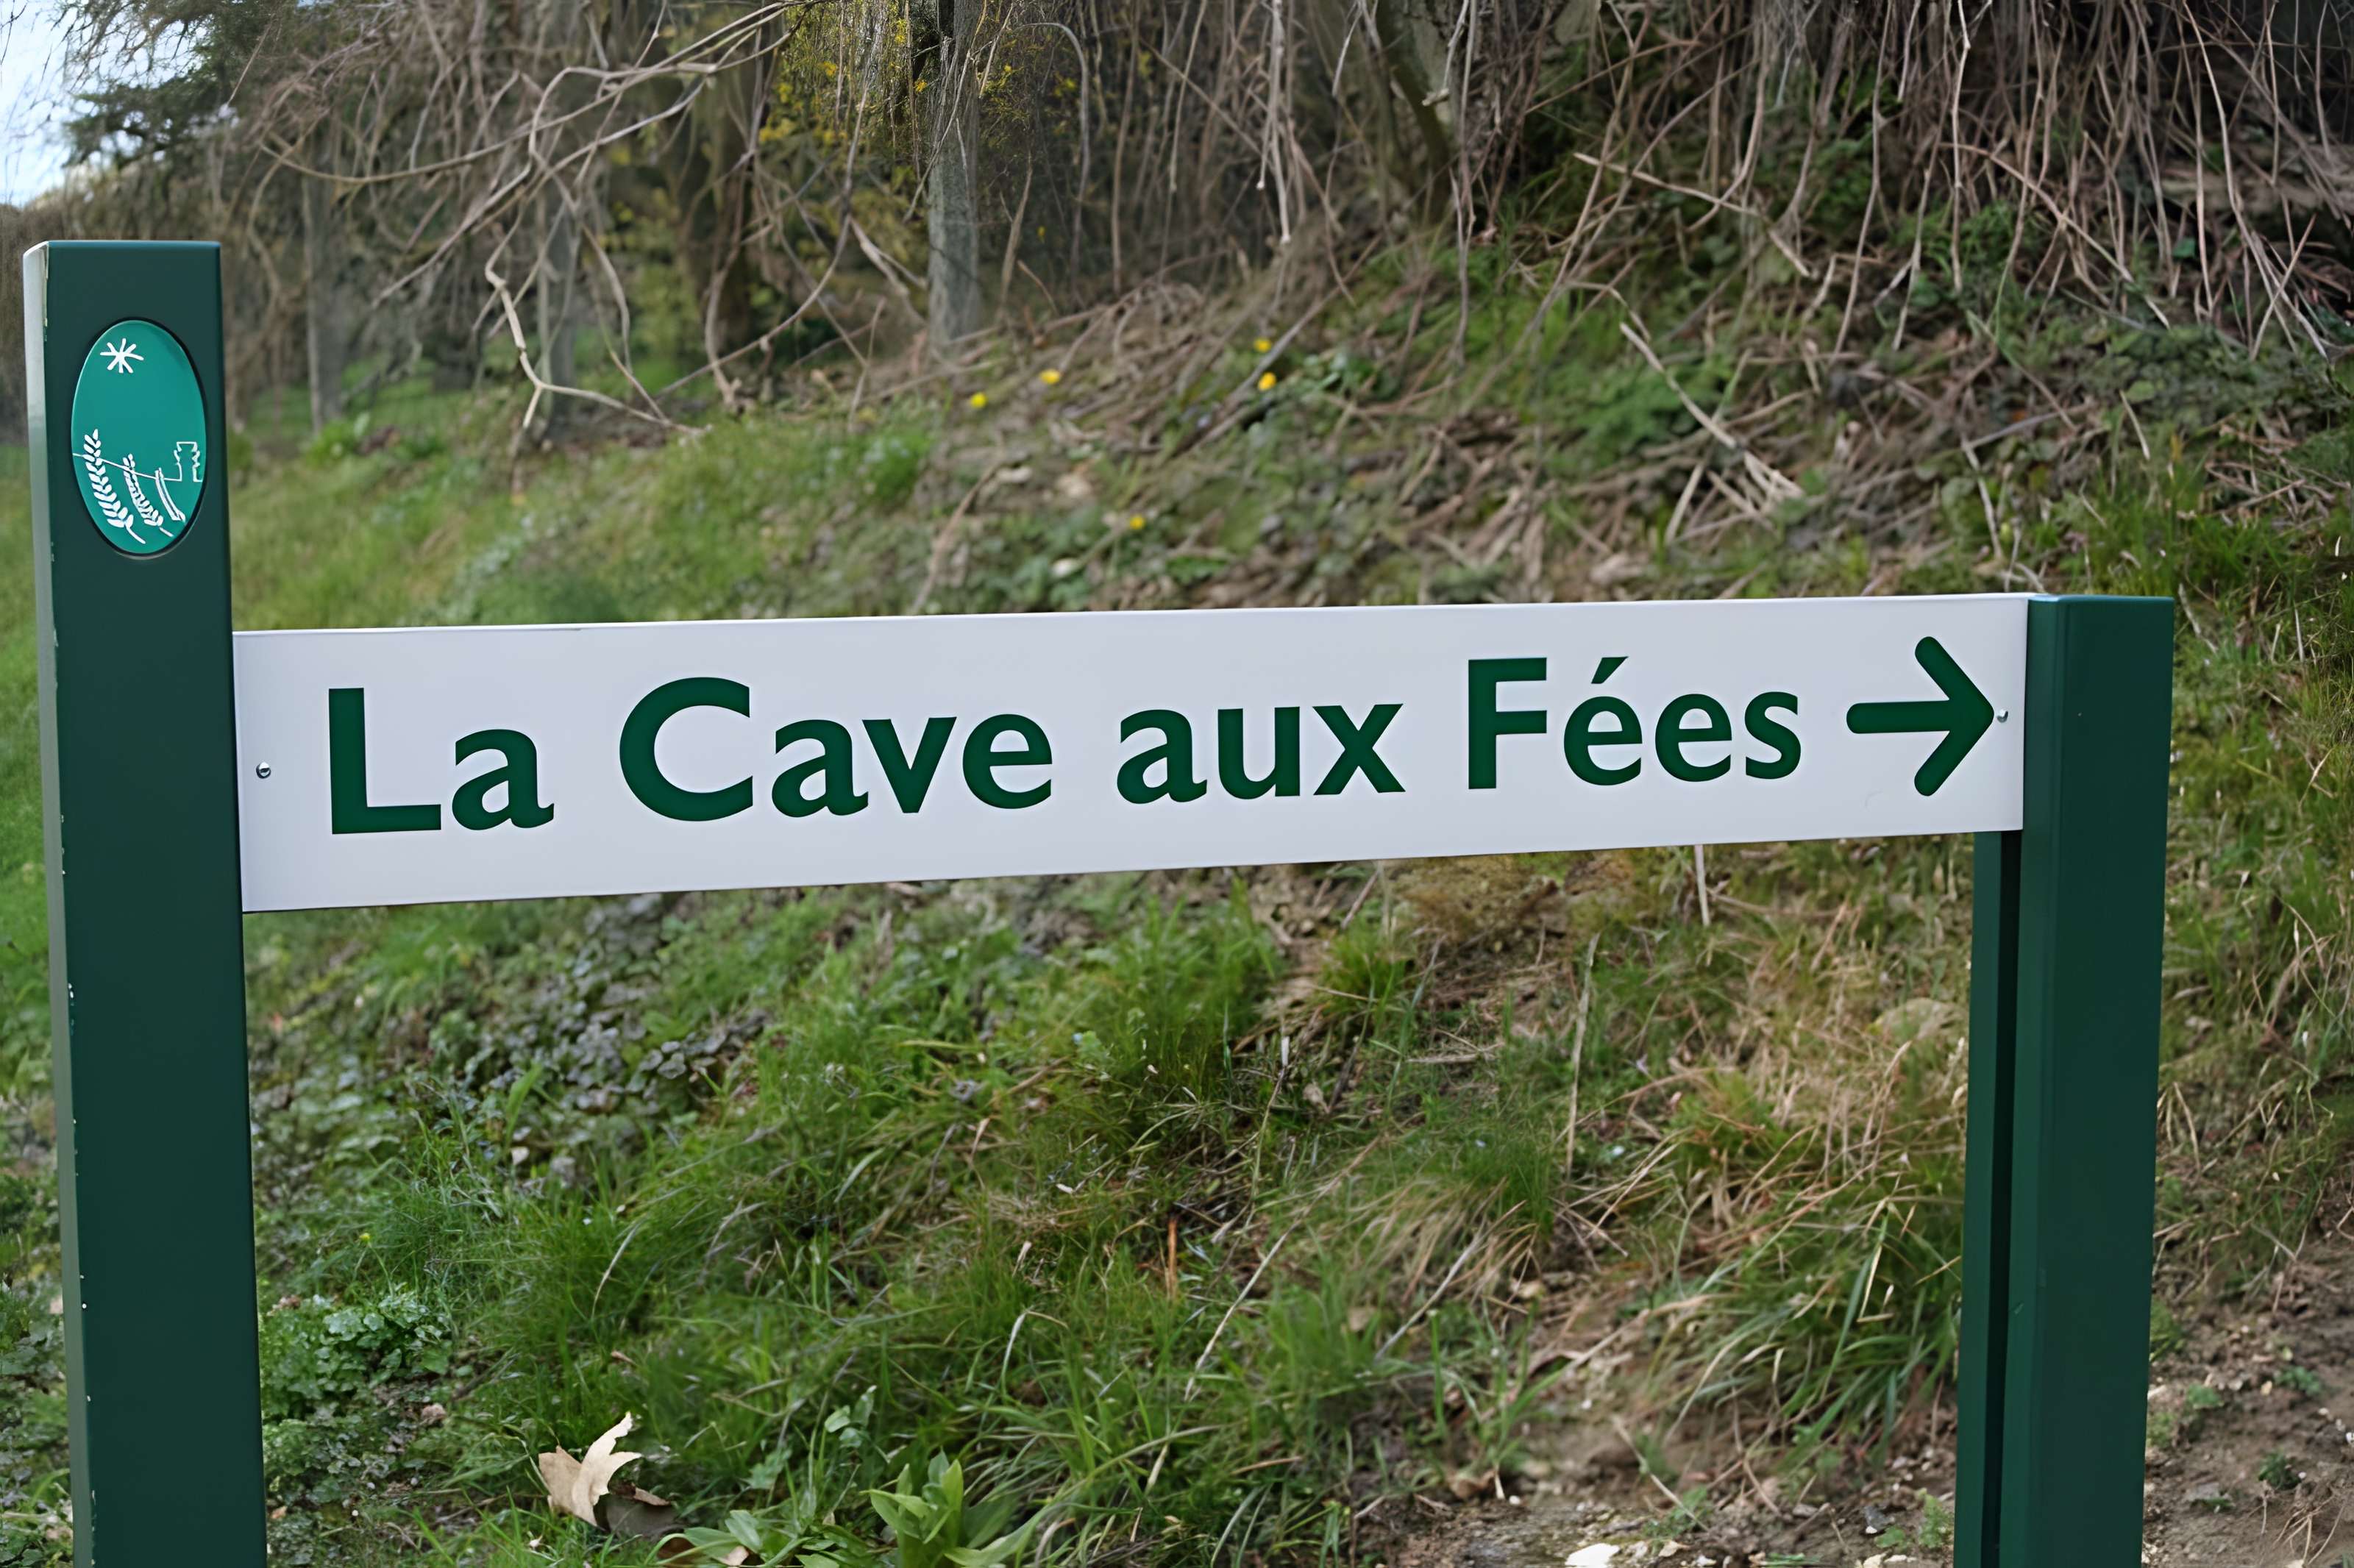 La Cave aux Fées →